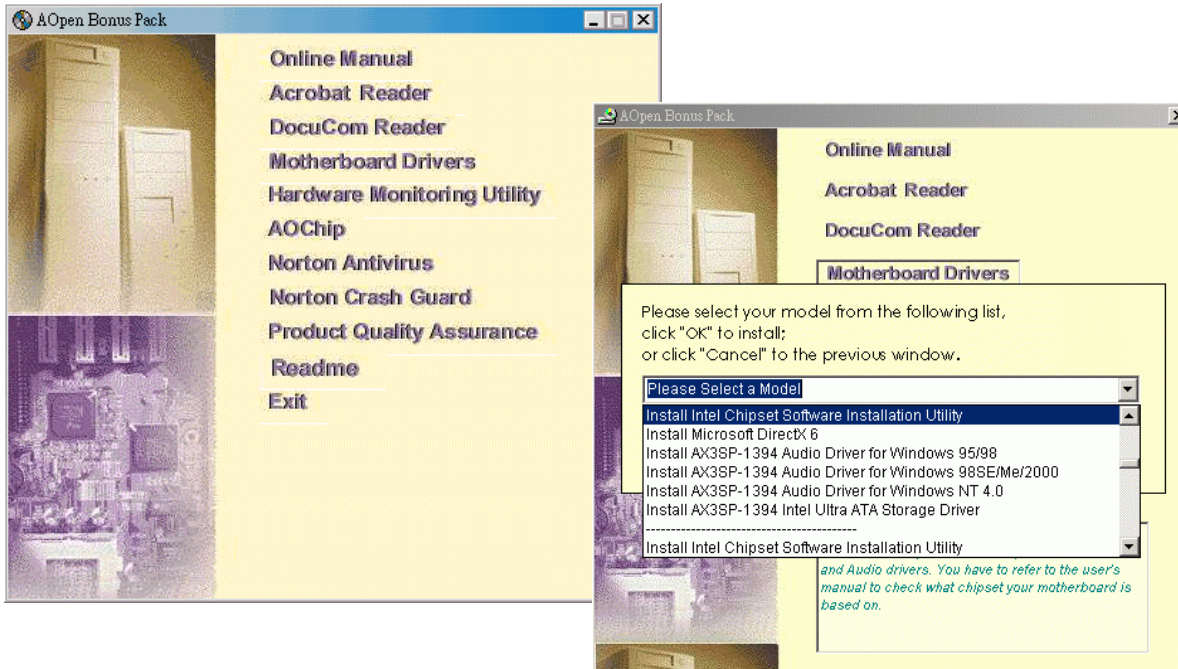 AOpen Bonus Pack
Online Manual
Acrobat Reader
DocuCom Reader
Motherboard Drivers
Hardware Monitoring Utility
AOChip
Norton Antivirus
Norton Crash Guard
Product Quality Assurance
Readme
Exit
AOpen Bonus Pack
Online Manual
Acrobat Reader
DocuCom Reader
Motherboard Drivers
Please select your model from the following list,
click "OK" to install;
or click "Cancel" to the previous window.
Please Select a Model
Install Intel Chipset Software Installation Utility
Install Microsoft DirectX 6
Install AX3SP-1394 Audio Driver for Windows 95/98
Install AX3SP-1394 Audio Driver for Windows 98SE/Me/2000
Install AX3SP-1394 Audio Driver for Windows NT 4.0
Install AX3SP-1394 Intel Ultra ATA Storage Driver
------------------------------------------
Install Intel Chipset Software Installation Utility
and Audio drivers. You have to refer to the user's
manual to check what chipset your motherboard is
based on.